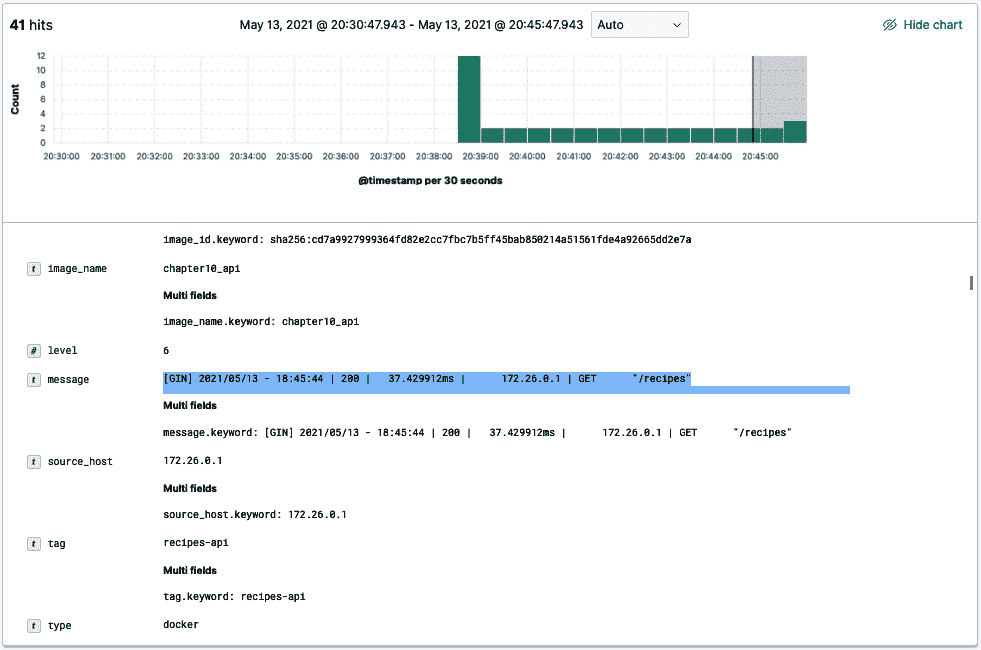 41 hits
May 13, 2021 @ 20:30:47.943 - May 13, 2021 @ 20:45:47.943
Auto
Hide chart
12
10
8
6
4
2
0
Count
20:30:00 20:31:00 20:32:00 20:33:00 20:34:00 20:35:00 20:36:00 20:37:00 20:38:00 20:39:00 20:40:00 20:41:00 20:42:00 20:43:00 20:44:00 20:45:00
@timestamp per 30 seconds
image_id.keyword: sha256:cd7a9927999364fd82e2cc7fbc7b5ff45bab850214a51561fde4a92665dd2e7a
t image_name chapter10_api
Multi fields
image_name.keyword: chapter10_api
# level 6
t message [GIN] 2021/05/13 - 18:45:44 | 200 | 37.429912ms | 172.26.0.1 | GET "/recipes"
Multi fields
message.keyword: [GIN] 2021/05/13 - 18:45:44 | 200 | 37.429912ms | 172.26.0.1 | GET "/recipes"
t source_host 172.26.0.1
Multi fields
source_host.keyword: 172.26.0.1
t tag recipes-api
Multi fields
tag.keyword: recipes-api
t type docker